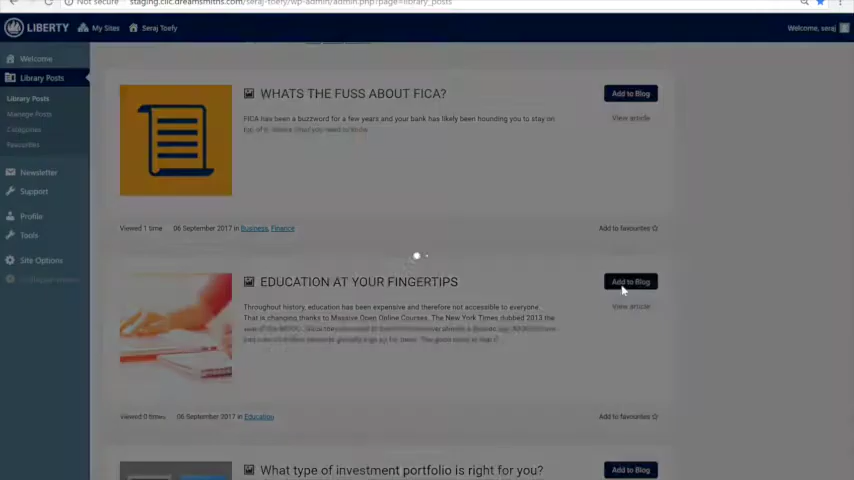 Not secure
staging.cllc.dreamsmiths.com/seraj-toefy/wp-admin/admin.php?page=library_posts
LIBERTY
My Sites
Seraj Toefy
Welcome, seraj
Welcome
Library Posts
Library Posts
Manage Posts
Categories
Favourites
Newsletter
Support
Profile
Tools
Site Options
Collapse menu
WHATS THE FUSS ABOUT FICA?
Add to Blog
FICA has been a buzzword for a few years and your bank has likely been hounding you to stay on
View article
Viewed 1 time
06 September 2017 in Business, Finance
Add to favourites
EDUCATION AT YOUR FINGERTIPS
Add to Blog
Throughout history, education has been expensive and therefore not accessible to everyone.
View article
That is changing thanks to Massive Open Online Courses. The New York Times dubbed 2013 the
Viewed 0 times
06 September 2017 in Education
Add to favourites
What type of investment portfolio is right for you?
Add to Blog